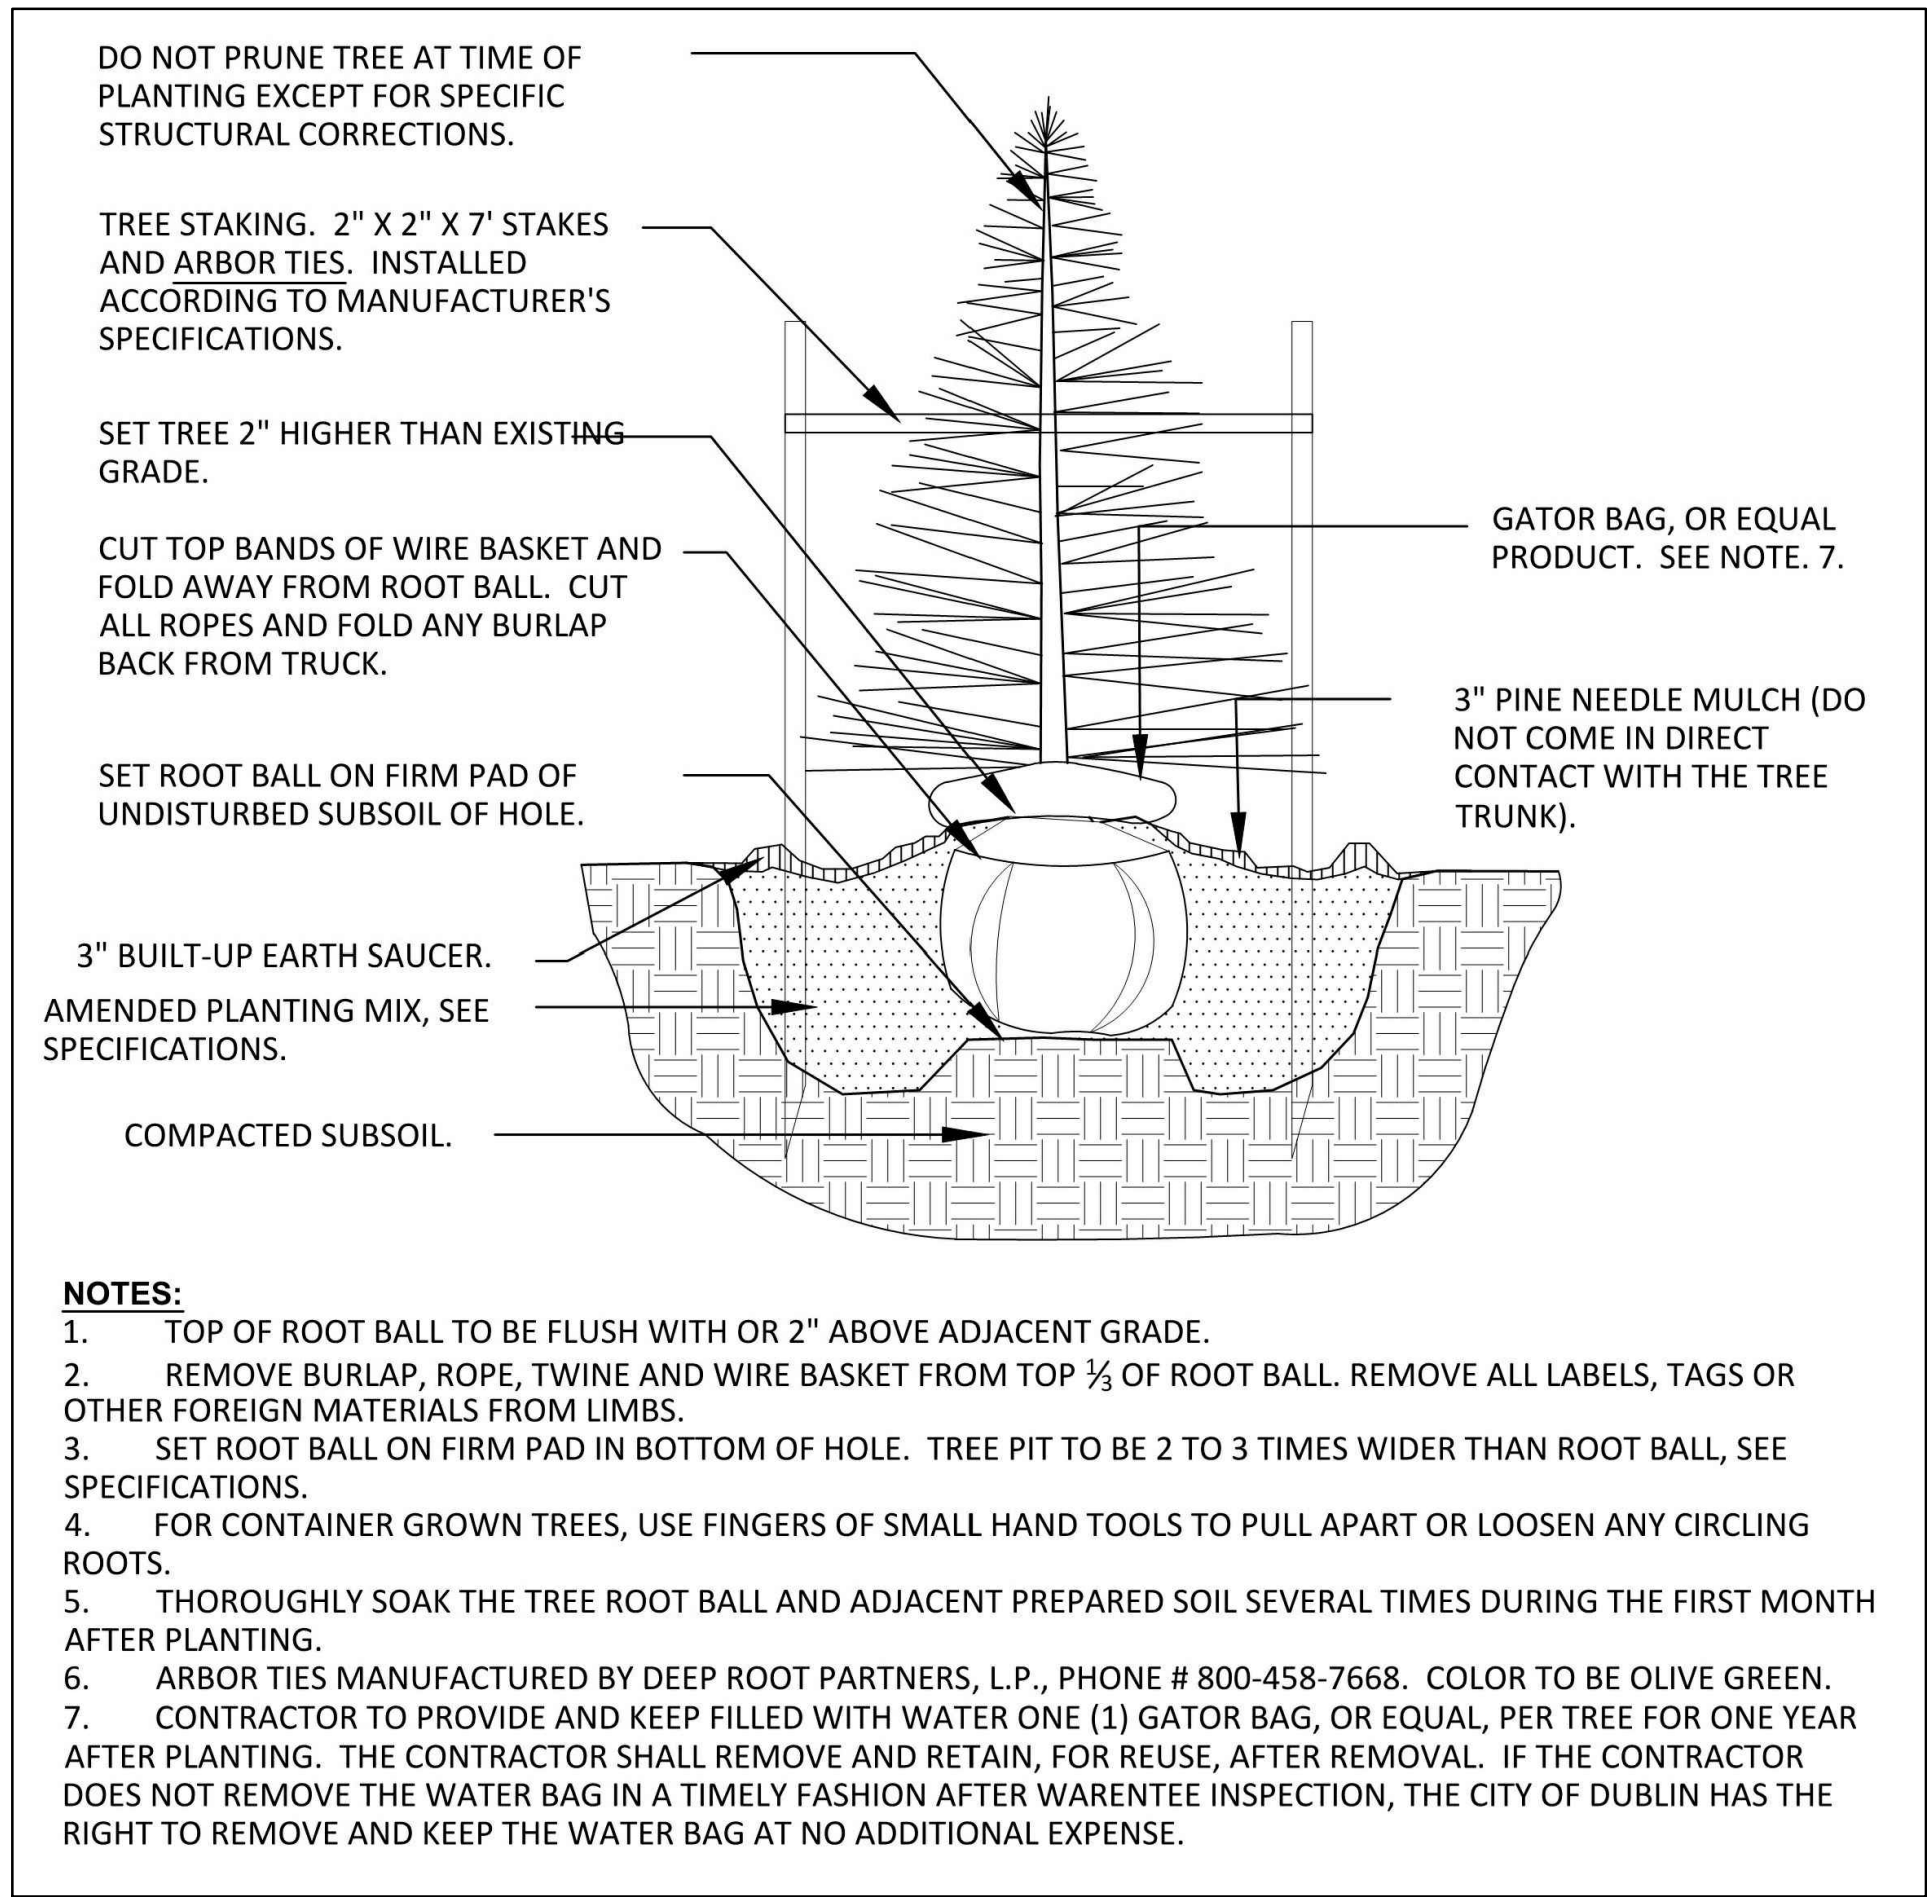 DO NOT PRUNE TREE AT TIME OF
PLANTING EXCEPT FOR SPECIFIC
STRUCTURAL CORRECTIONS.
TREE STAKING. 2" X 2" X 7' STAKES
AND ARBOR TIES. INSTALLED
ACCORDING TO MANUFACTURER'S
SPECIFICATIONS.
SET TREE 2" HIGHER THAN EXISTING
GRADE.
CUT TOP BANDS OF WIRE BASKET AND
FOLD AWAY FROM ROOT BALL. CUT
ALL ROPES AND FOLD ANY BURLAP
BACK FROM TRUCK.
SET ROOT BALL ON FIRM PAD OF
UNDISTURBED SUBSOIL OF HOLE.
3" BUILT-UP EARTH SAUCER.
AMENDED PLANTING MIX, SEE
SPECIFICATIONS.
COMPACTED SUBSOIL.
GATOR BAG, OR EQUAL
PRODUCT. SEE NOTE. 7.
3" PINE NEEDLE MULCH (DO
NOT COME IN DIRECT
CONTACT WITH THE TREE
TRUNK).
NOTES:
1. TOP OF ROOT BALL TO BE FLUSH WITH OR 2" ABOVE ADJACENT GRADE.
2. REMOVE BURLAP, ROPE, TWINE AND WIRE BASKET FROM TOP ⅓ OF ROOT BALL. REMOVE ALL LABELS, TAGS OR
OTHER FOREIGN MATERIALS FROM LIMBS.
3. SET ROOT BALL ON FIRM PAD IN BOTTOM OF HOLE. TREE PIT TO BE 2 TO 3 TIMES WIDER THAN ROOT BALL, SEE
SPECIFICATIONS.
4. FOR CONTAINER GROWN TREES, USE FINGERS OF SMALL HAND TOOLS TO PULL APART OR LOOSEN ANY CIRCLING
ROOTS.
5. THOROUGHLY SOAK THE TREE ROOT BALL AND ADJACENT PREPARED SOIL SEVERAL TIMES DURING THE FIRST MONTH
AFTER PLANTING.
6. ARBOR TIES MANUFACTURED BY DEEP ROOT PARTNERS, L.P., PHONE # 800-458-7668. COLOR TO BE OLIVE GREEN.
7. CONTRACTOR TO PROVIDE AND KEEP FILLED WITH WATER ONE (1) GATOR BAG, OR EQUAL, PER TREE FOR ONE YEAR
AFTER PLANTING. THE CONTRACTOR SHALL REMOVE AND RETAIN, FOR REUSE, AFTER REMOVAL. IF THE CONTRACTOR
DOES NOT REMOVE THE WATER BAG IN A TIMELY FASHION AFTER WARENTEE INSPECTION, THE CITY OF DUBLIN HAS THE
RIGHT TO REMOVE AND KEEP THE WATER BAG AT NO ADDITIONAL EXPENSE.